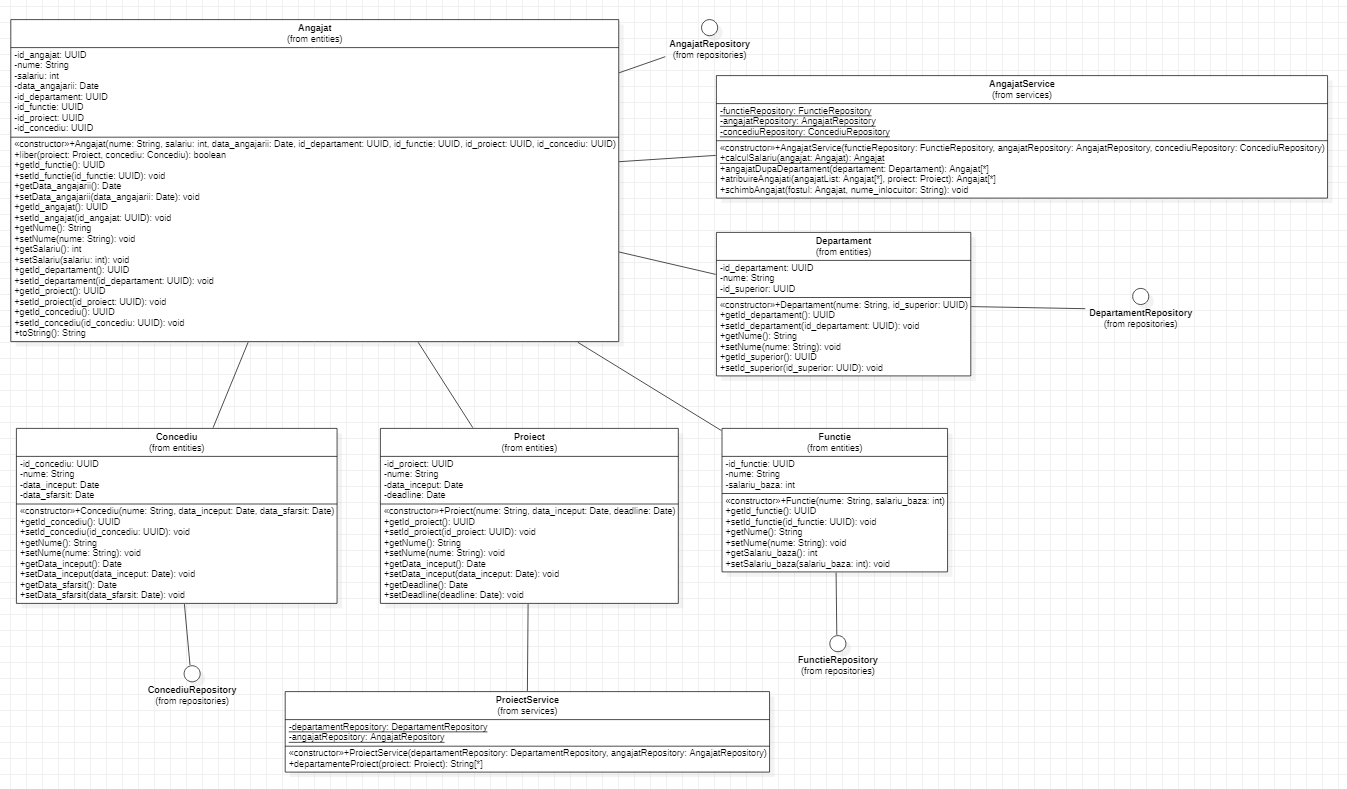 Angajat
(from entities)
-id_angajat: UUID
-nume: String
-salariu: int
-data_angajarii: Date
-id_departament: UUID
-id_functie: UUID
-id_proiect: UUID
-id_concediu: UUID
«constructor»+Angajat(nume: String, salariu: int, data_angajarii: Date, id_departament: UUID, id_functie: UUID, id_proiect: UUID, id_concediu: UUID)
+liber(proiect: Proiect, concediu: Concediu): boolean
+getId_functie(): UUID
+setId_functie(id_functie: UUID): void
+getData_angajarii(): Date
+setData_angajarii(data_angajarii: Date): void
+getId_angajat(): UUID
+setId_angajat(id_angajat: UUID): void
+getNume(): String
+setNume(nume: String): void
+getSalariu(): int
+setSalariu(salariu: int): void
+getId_departament(): UUID
+setId_departament(id_departament: UUID): void
+getId_proiect(): UUID
+setId_proiect(id_proiect: UUID): void
+getId_concediu(): UUID
+setId_concediu(id_concediu: UUID): void
+toString(): String
AngajatRepository
(from repositories)
AngajatService
(from services)
-functieRepository: FunctieRepository
-angajatRepository: AngajatRepository
-concediuRepository: ConcediuRepository
«constructor»+AngajatService(functieRepository: FunctieRepository, angajatRepository: AngajatRepository, concediuRepository: ConcediuRepository)
+calculSalariu(angajat: Angajat): Angajat
+angajatDupaDepartament(departament: Departament): Angajat[*]
+atribuireAngajati(angajatList: Angajat[*], proiect: Proiect): Angajat[*]
+schimbAngajat(fostul: Angajat, nume_inlocuitor: String): void
Departament
(from entities)
-id_departament: UUID
-nume: String
-id_superior: UUID
«constructor»+Departament(nume: String, id_superior: UUID)
+getId_departament(): UUID
+setId_departament(id_departament: UUID): void
+getNume(): String
+setNume(nume: String): void
+getId_superior(): UUID
+setId_superior(id_superior: UUID): void
DepartamentRepository
(from repositories)
Concediu
(from entities)
-id_concediu: UUID
-nume: String
-data_inceput: Date
-data_sfarsit: Date
«constructor»+Concediu(nume: String, data_inceput: Date, data_sfarsit: Date)
+getId_concediu(): UUID
+setId_concediu(id_concediu: UUID): void
+getNume(): String
+setNume(nume: String): void
+getData_inceput(): Date
+setData_inceput(data_inceput: Date): void
+getData_sfarsit(): Date
+setData_sfarsit(data_sfarsit: Date): void
Proiect
(from entities)
-id_proiect: UUID
-nume: String
-data_inceput: Date
-deadline: Date
«constructor»+Proiect(nume: String, data_inceput: Date, deadline: Date)
+getId_proiect(): UUID
+setId_proiect(id_proiect: UUID): void
+getNume(): String
+setNume(nume: String): void
+getData_inceput(): Date
+setData_inceput(data_inceput: Date): void
+getDeadline(): Date
+setDeadline(deadline: Date): void
Functie
(from entities)
-id_functie: UUID
-nume: String
-salariu_baza: int
«constructor»+Functie(nume: String, salariu_baza: int)
+getId_functie(): UUID
+setId_functie(id_functie: UUID): void
+getNume(): String
+setNume(nume: String): void
+getSalariu_baza(): int
+setSalariu_baza(salariu_baza: int): void
FunctieRepository
(from repositories)
ConcediuRepository
(from repositories)
ProiectService
(from services)
-departamentRepository: DepartamentRepository
-angajatRepository: AngajatRepository
«constructor»+ProiectService(departamentRepository: DepartamentRepository, angajatRepository: AngajatRepository)
+departamenteProiect(proiect: Proiect): String[*]